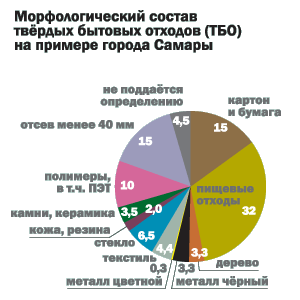 Морфологический состав
твёрдых бытовых отходов (ТБО)
на примере города Самары
не поддаётся
определению
4,5
картон
и бумага
15
отсев менее 40 мм
15
полимеры,
в т.ч. ПЭТ
10
пищевые
отходы
32
камни, керамика
3,5
2,0
кожа, резина
стекло
6,5
текстиль
4,4
3,3
дерево
0,3
3,3
металл цветной
металл чёрный